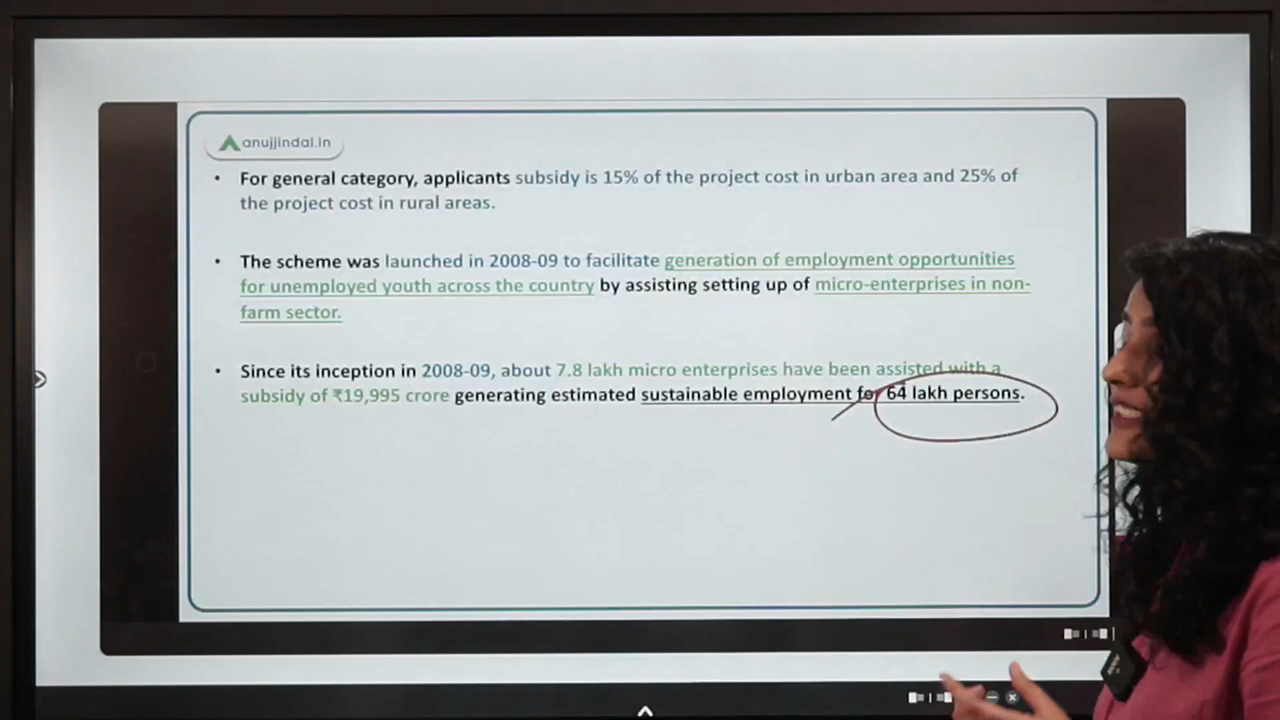 anujjindal.in
• For general category, applicants subsidy is 15% of the project cost in urban area and 25% of
the project cost in rural areas.
• The scheme was launched in 2008-09 to facilitate generation of employment opportunities
for unemployed youth across the country by assisting setting up of micro-enterprises in non-
farm sector.
• Since its inception in 2008-09, about 7.8 lakh micro enterprises have been assisted with a
subsidy of ₹19,995 crore generating estimated sustainable employment for 64 lakh persons.